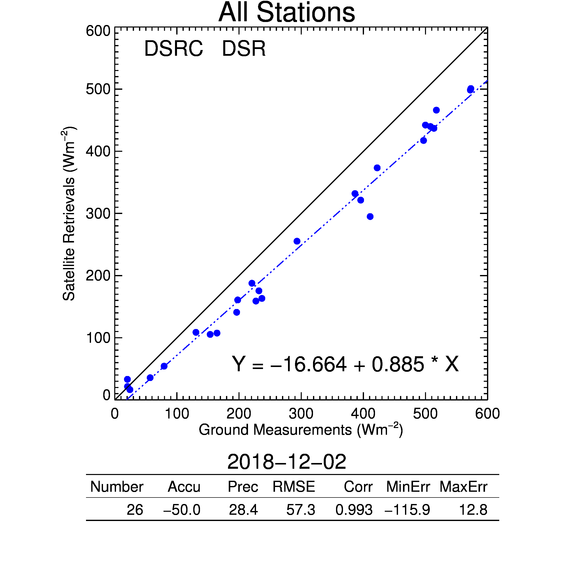 All Stations
DSRC DSR
Y = −16.664 + 0.885 * X
600
500
400
300
200
100
0
Satellite Retrievals (Wm⁻²)
0 100 200 300 400 500 600
Ground Measurements (Wm⁻²)
2018−12−02
Number Accu Prec RMSE Corr MinErr MaxErr
26 −50.0 28.4 57.3 0.993 −115.9 12.8